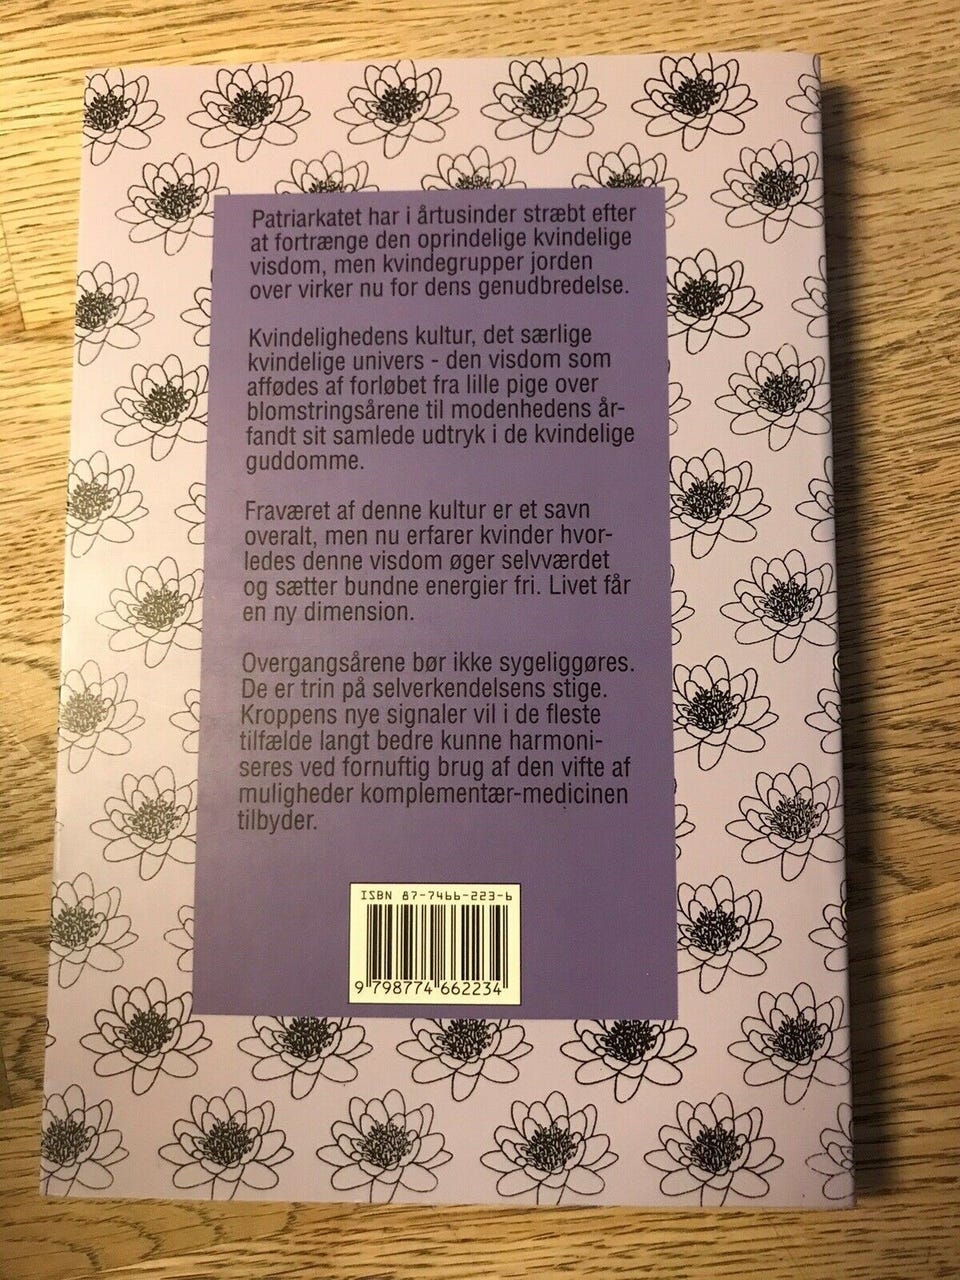 Patriarkatet har i årtusinder stræbt efter
at fortrænge den oprindelige kvindelige
visdom, men kvindegrupper jorden
over virker nu for dens genudbredelse.
Kvindelighedens kultur, det særlige
kvindelige univers - den visdom som
affødes af forløbet fra lille pige over
blomstringsårene til modenhedens år-
fandt sit samlede udtryk i de kvindelige
guddomme.
Fraværet af denne kultur er et savn
overalt, men nu erfarer kvinder hvor-
ledes denne visdom øger selvværdet
og sætter bundne energier fri. Livet får
en ny dimension.
Overgangsårene bør ikke sygeliggøres.
De er trin på selverkendelsens stige.
Kroppens nye signaler vil i de fleste
tilfælde langt bedre kunne harmoni-
seres ved fornuftig brug af den vifte af
muligheder komplementær-medicinen
tilbyder.
ISBN 87-7466-223-6
9 798774 662234